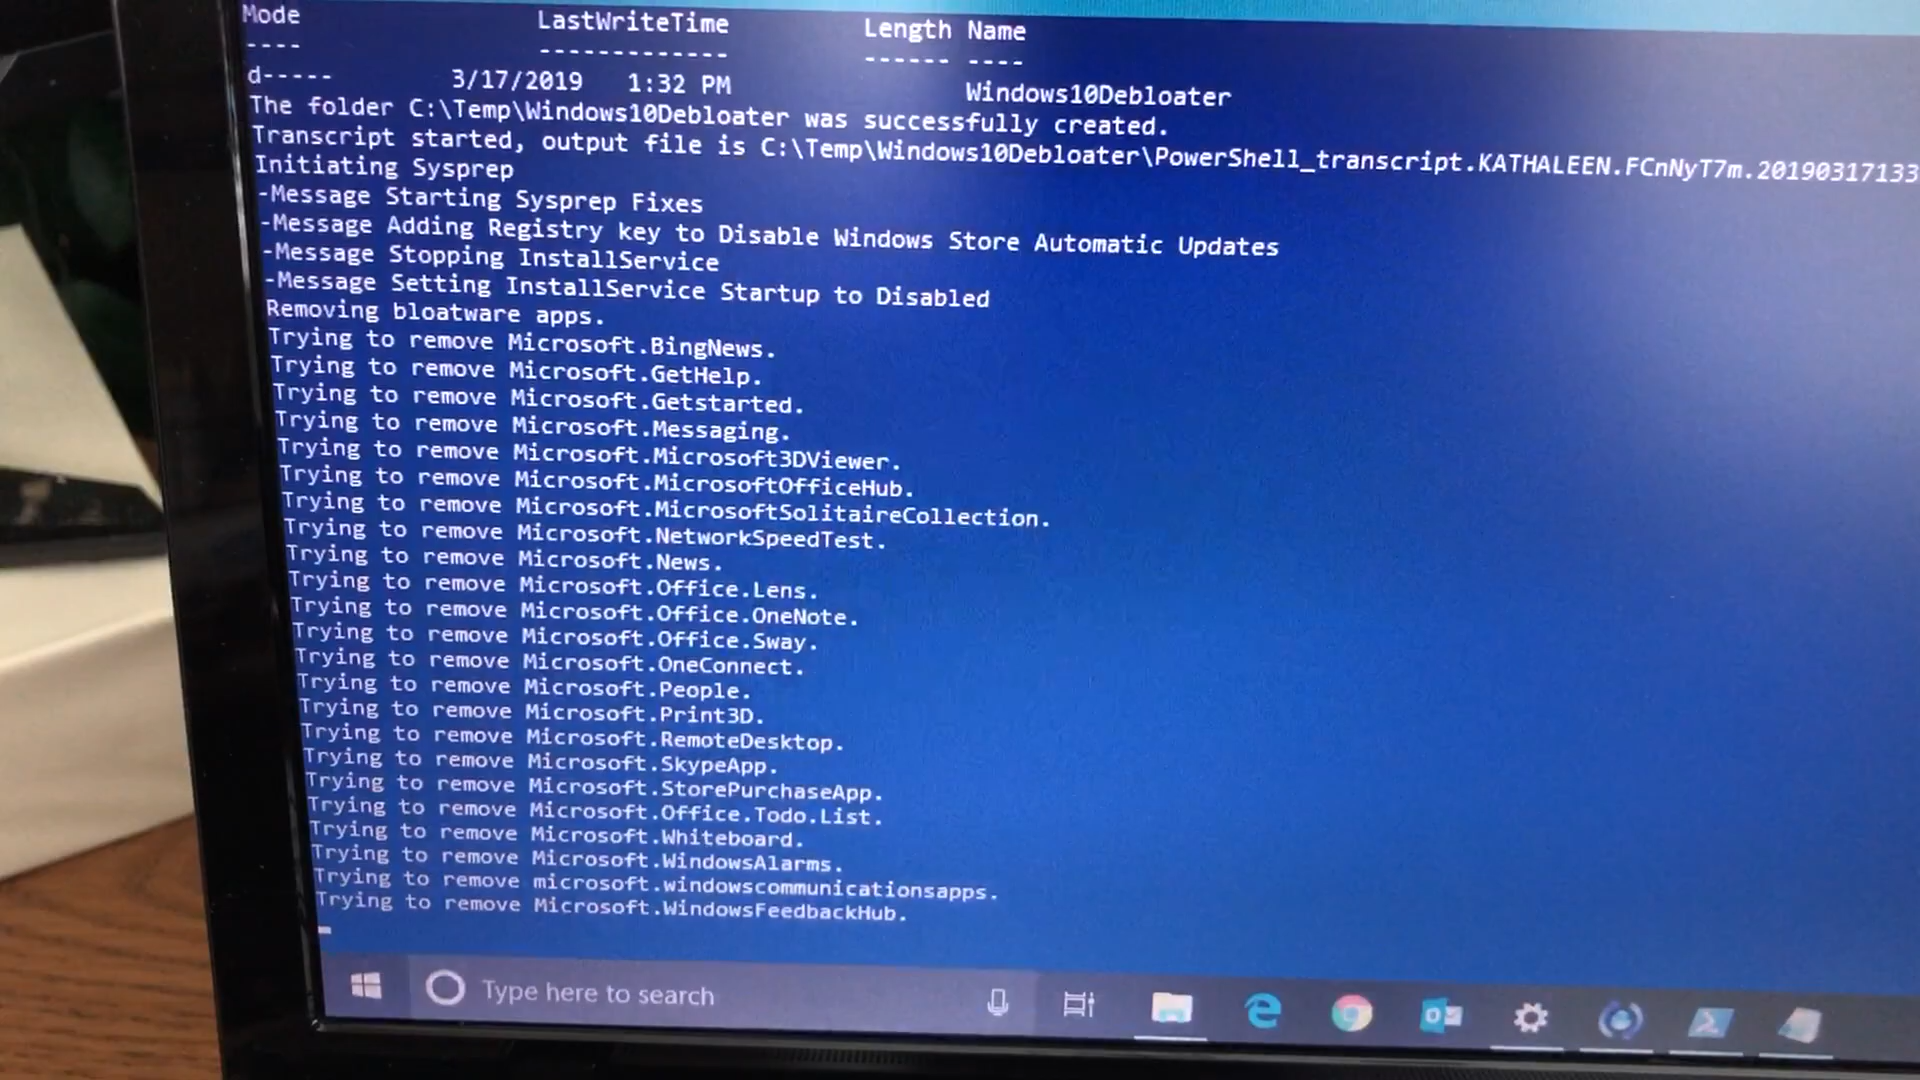 Mode LastWriteTime Length Name
---- ------------- ------ ----
d----- 3/17/2019 1:32 PM Windows10Debloater
The folder C:\Temp\Windows10Debloater was successfully created.
Transcript started, output file is C:\Temp\Windows10Debloater\PowerShell_transcript.KATHALEEN.FCnNyT7m.20190317133
Initiating Sysprep
-Message Starting Sysprep Fixes
-Message Adding Registry key to Disable Windows Store Automatic Updates
-Message Stopping InstallService
-Message Setting InstallService Startup to Disabled
Removing bloatware apps.
Trying to remove Microsoft.BingNews.
Trying to remove Microsoft.GetHelp.
Trying to remove Microsoft.Getstarted.
Trying to remove Microsoft.Messaging.
Trying to remove Microsoft.Microsoft3DViewer.
Trying to remove Microsoft.MicrosoftOfficeHub.
Trying to remove Microsoft.MicrosoftSolitaireCollection.
Trying to remove Microsoft.NetworkSpeedTest.
Trying to remove Microsoft.News.
Trying to remove Microsoft.Office.Lens.
Trying to remove Microsoft.Office.OneNote.
Trying to remove Microsoft.Office.Sway.
Trying to remove Microsoft.OneConnect.
Trying to remove Microsoft.People.
Trying to remove Microsoft.Print3D.
Trying to remove Microsoft.RemoteDesktop.
Trying to remove Microsoft.SkypeApp.
Trying to remove Microsoft.StorePurchaseApp.
Trying to remove Microsoft.Office.Todo.List.
Trying to remove Microsoft.Whiteboard.
Trying to remove Microsoft.WindowsAlarms.
Trying to remove microsoft.windowscommunicationsapps.
Trying to remove Microsoft.WindowsFeedbackHub.
Type here to search